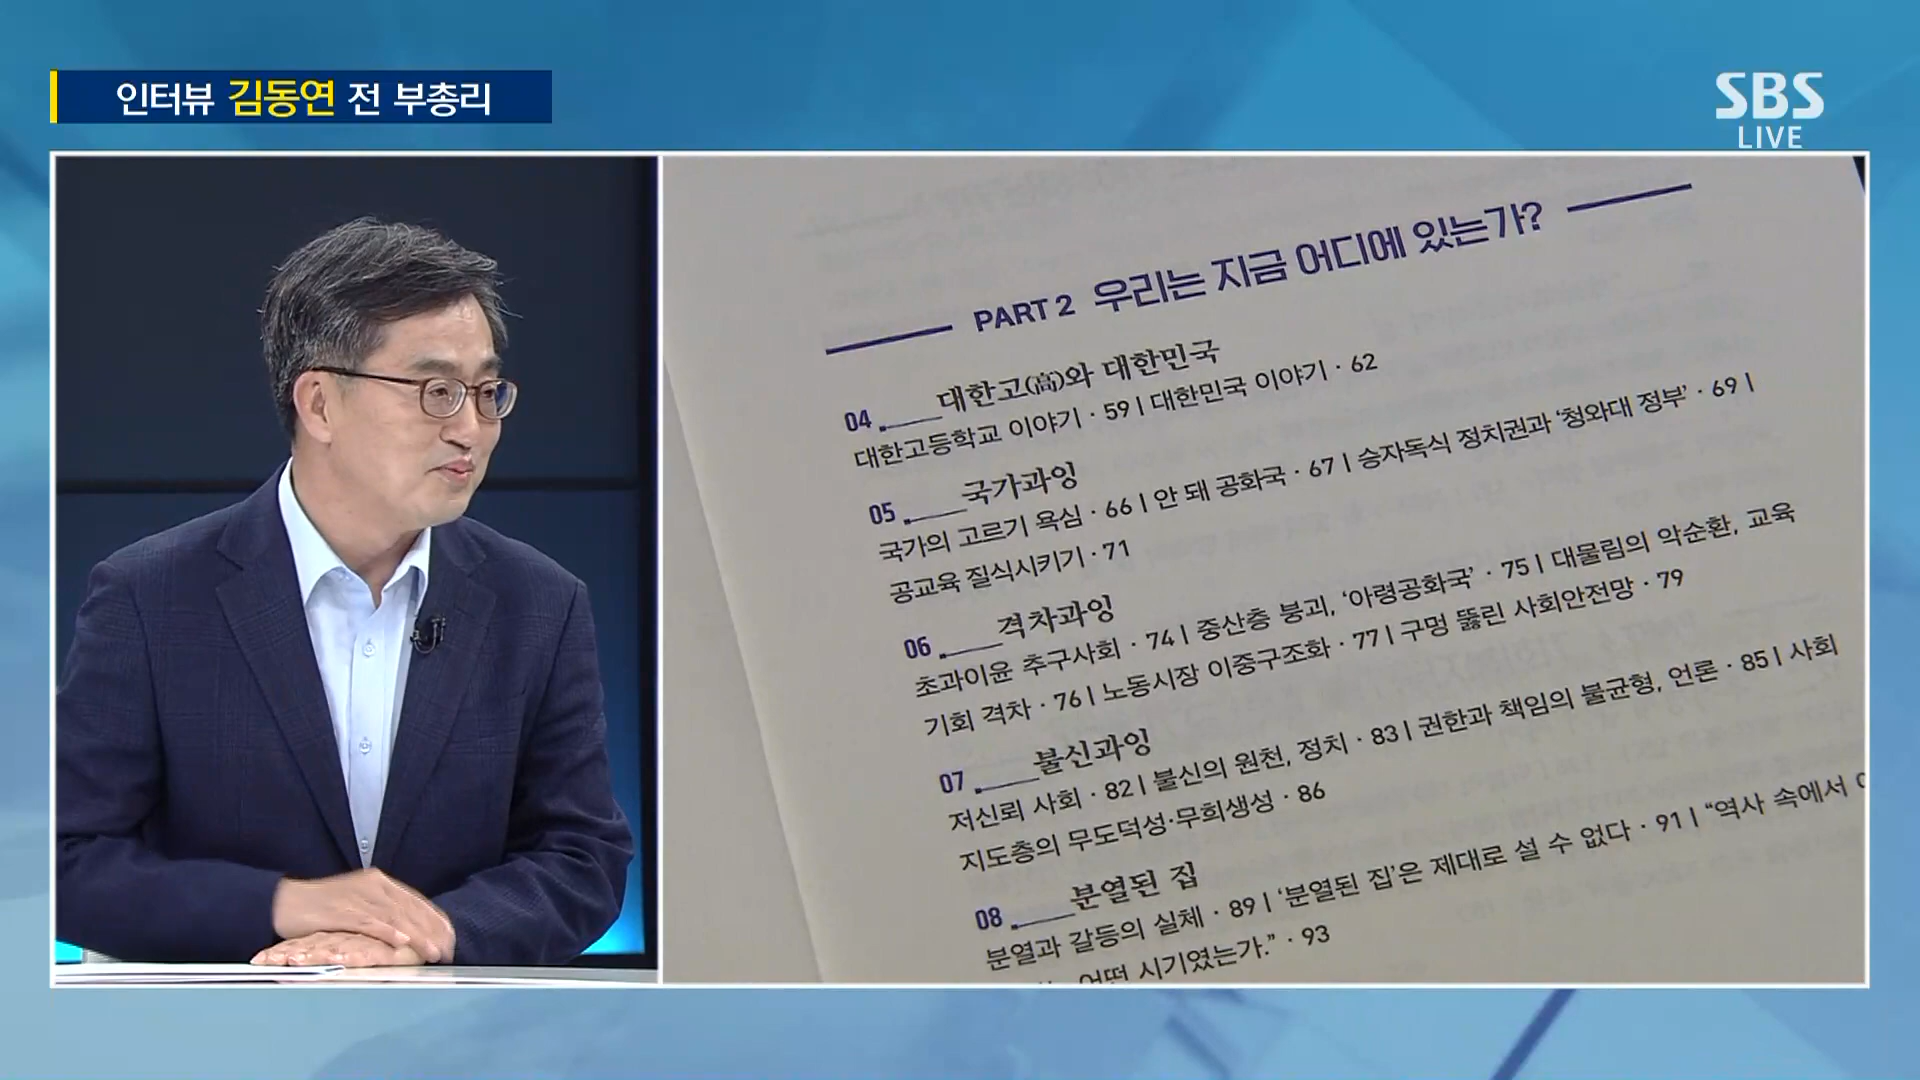 인터뷰 김동연 전 부총리
SBS
LIVE
PART 2 우리는 지금 어디에 있는가?
04 대한고(高)와 대한민국
대한고등학교 이야기 · 59 | 대한민국 이야기 · 62
05 국가과잉
국가의 고르기 욕심 · 66 | 안 돼 공화국 · 67 | 승자독식 정치권과 ‘청와대 정부’ · 69 |
공교육 질식시키기 · 71
06 격차과잉
초과이윤 추구사회 · 74 | 중산층 붕괴, ‘아령공화국’ · 75 | 대물림의 악순환, 교육
기회 격차 · 76 | 노동시장 이중구조화 · 77 | 구멍 뚫린 사회안전망 · 79
07 불신과잉
저신뢰 사회 · 82 | 불신의 원천, 정치 · 83 | 권한과 책임의 불균형, 언론 · 85 | 사회
지도층의 무도덕성·무희생성 · 86
08 분열된 집
분열과 갈등의 실체 · 89 | ‘분열된 집’은 제대로 설 수 없다 · 91 | “역사 속에서
어떤 시기였는가.” · 93